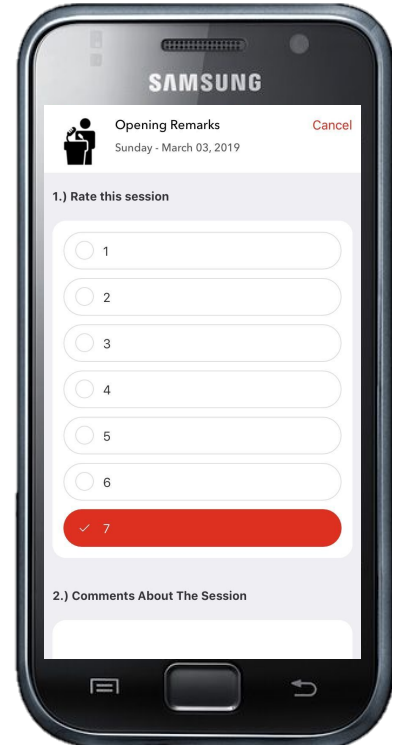 SAMSUNG
Opening Remarks
Cancel
Sunday - March 03, 2019
1.) Rate this session
1
2
3
4
5
6
7
2.) Comments About The Session